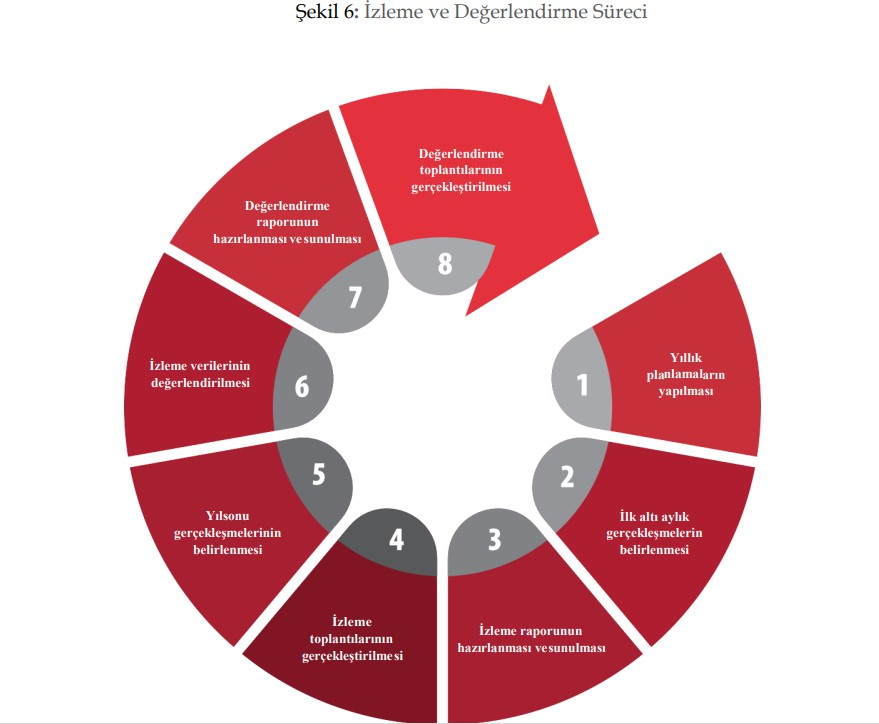 Şekil 6: İzleme ve Değerlendirme Süreci
1
Yıllık
planlamaların
yapılması
2
İlk altı aylık
gerçekleşmelerin
belirlenmesi
3
İzleme raporunun
hazırlanması ve sunulması
4
İzleme
toplantılarının
gerçekleştirilmesi
5
Yılsonu
gerçekleşmelerinin
belirlenmesi
6
İzleme verilerinin
değerlendirilmesi
7
Değerlendirme
raporunun
hazırlanması ve sunulması
8
Değerlendirme
toplantılarının
gerçekleştirilmesi